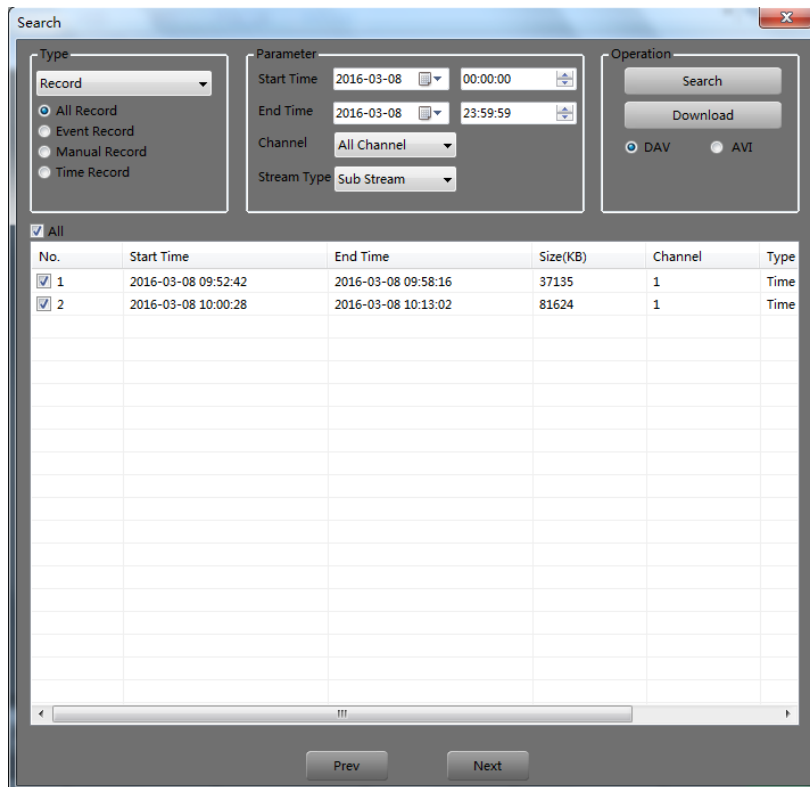 Search
Type
Record
All Record
Event Record
Manual Record
Time Record
Parameter
Start Time 2016-03-08 00:00:00
End Time 2016-03-08 23:59:59
Channel All Channel
Stream Type Sub Stream
Operation
Search
Download
DAV AVI
All
No. Start Time End Time Size(KB) Channel Type
1 2016-03-08 09:52:42 2016-03-08 09:58:16 37135 1 Time
2 2016-03-08 10:00:28 2016-03-08 10:13:02 81624 1 Time
Prev Next